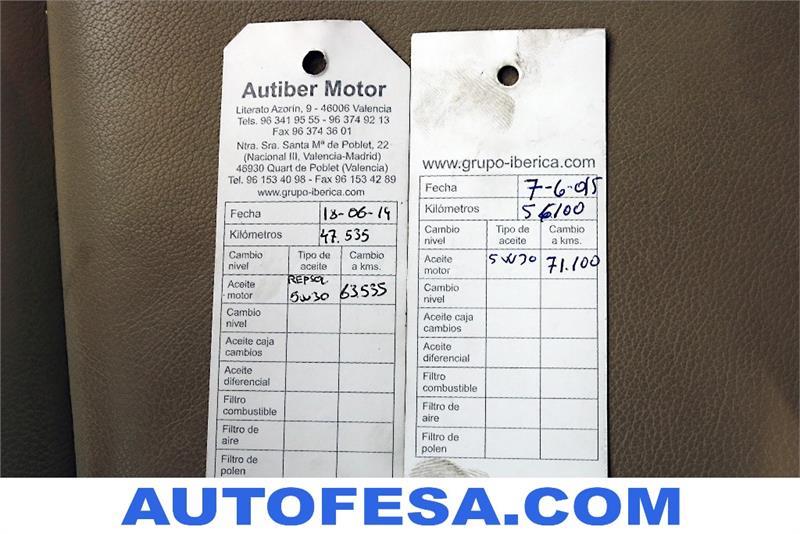 Autiber Motor
Literato Azorín, 9 - 46006 Valencia
Tels. 96 341 95 55 - 96 374 92 13
Fax 96 374 36 01
Ntra. Sra. Santa Mª de Poblet, 22
(Nacional III, Valencia-Madrid)
46930 Quart de Poblet (Valencia)
Tel. 96 153 40 98 - Fax 96 153 42 89
www.grupo-iberica.com
Fecha 18-06-14
Kilómetros 47.535
Cambio nivel Tipo de aceite Cambio a kms.
Aceite motor REPSOL 5W30 63.535
Cambio nivel
Aceite caja cambios
Aceite diferencial
Filtro combustible
Filtro de aire
Filtro de polen
www.grupo-iberica.com
Fecha 7-6-015
Kilómetros 56100
Cambio nivel Tipo de aceite Cambio a kms.
Aceite motor 5W30 71.100
Cambio nivel
Aceite caja cambios
Aceite diferencial
Filtro combustible
Filtro de aire
Filtro de polen
AUTOFESA.COM